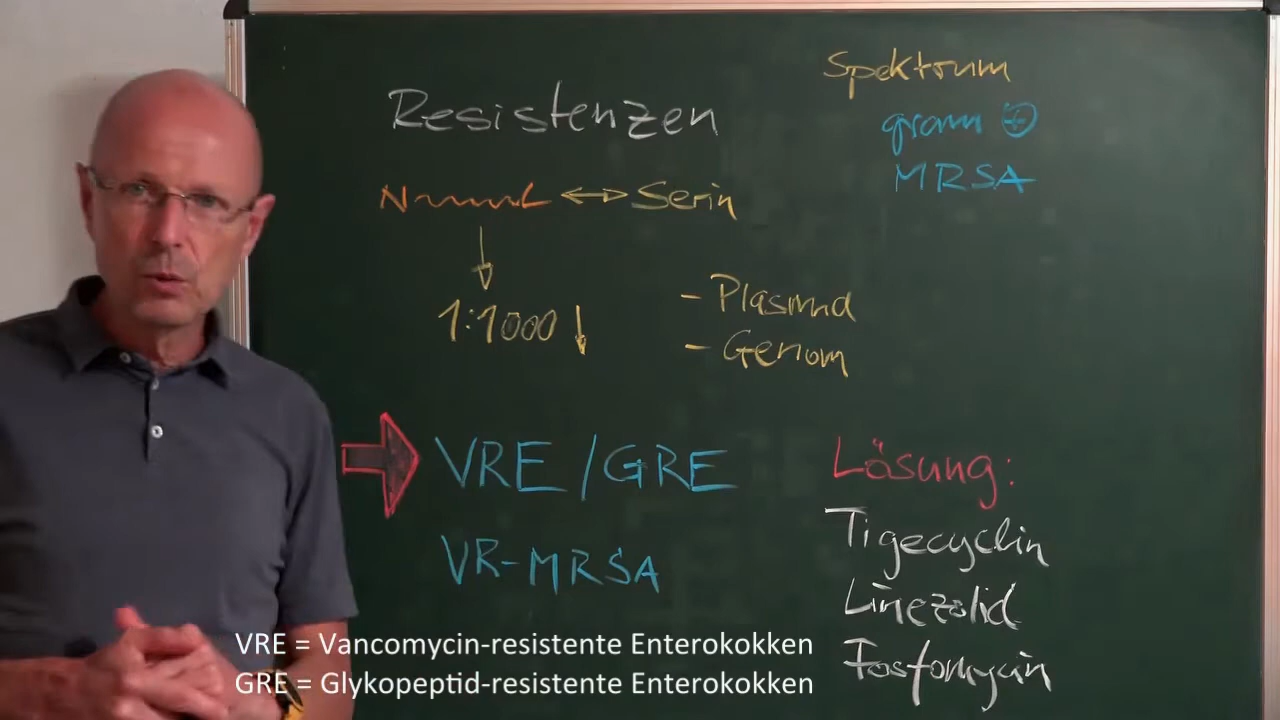 Resistenzen
Spektrum
gram +
MRSA
↔ Serin
1:1000 ↓
- Plasmid
- Genom
VRE / GRE
VR-MRSA
Lösung:
Tigecyclin
Linezolid
Fosfomycin
VRE = Vancomycin-resistente Enterokokken
GRE = Glykopeptid-resistente Enterokokken